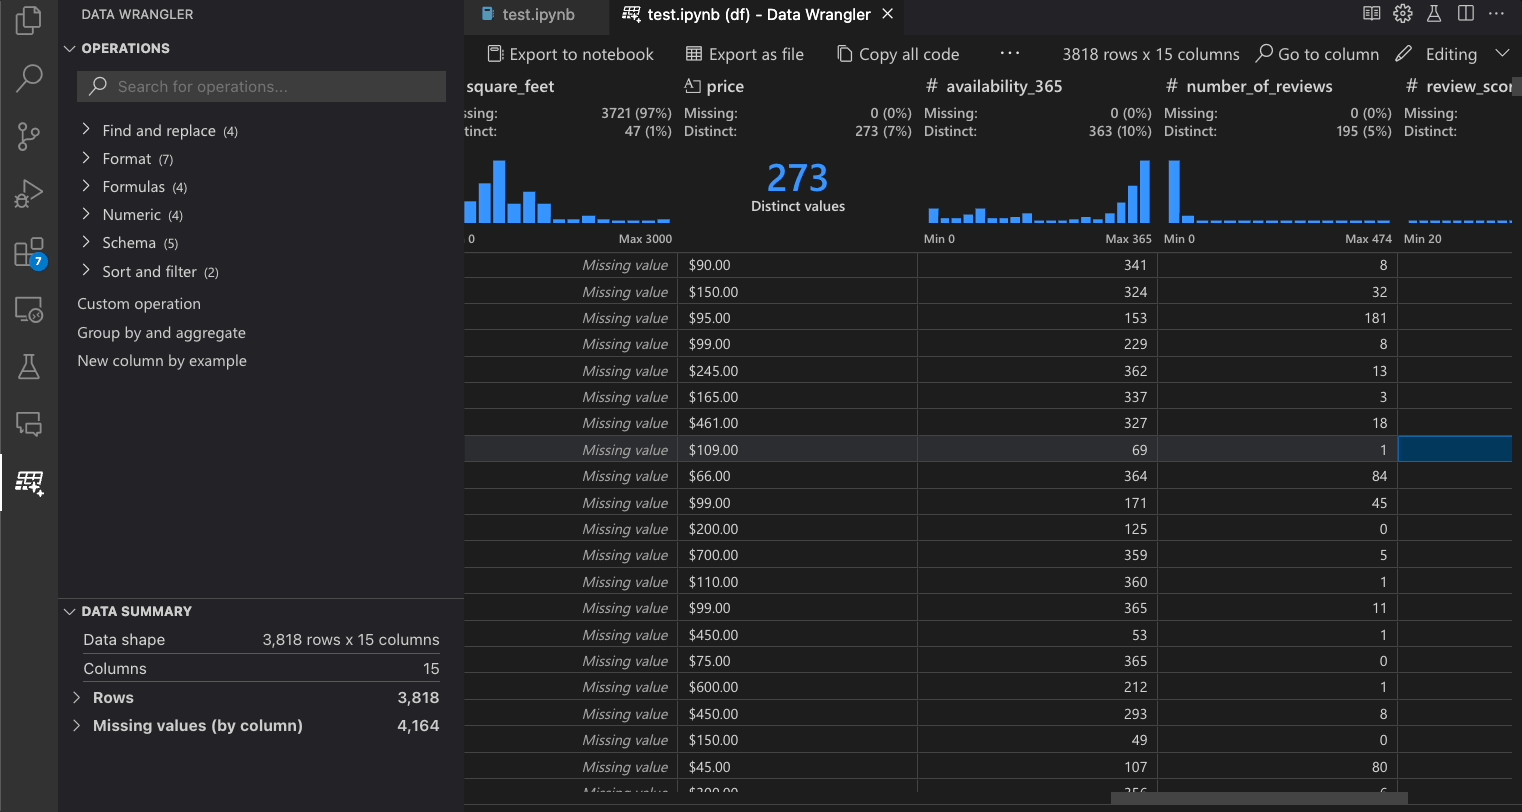 DATA WRANGLER
OPERATIONS
Search for operations...
Find and replace (4)
Format (7)
Formulas (4)
Numeric (4)
Schema (5)
Sort and filter (2)
Custom operation
Group by and aggregate
New column by example
7
DATA SUMMARY
Data shape 3,818 rows x 15 columns
Columns 15
Rows 3,818
Missing values (by column) 4,164
test.ipynb test.ipynb (df) - Data Wrangler
Export to notebook Export as file Copy all code ... 3818 rows x 15 columns Go to column Editing
square_feet price # availability_365 # number_of_reviews # review_scor
ssing: 3721 (97%) Missing: 0 (0%) Missing: 0 (0%) Missing: 0 (0%) Missing:
tinct: 47 (1%) Distinct: 273 (7%) Distinct: 363 (10%) Distinct: 195 (5%) Distinct:
273
Distinct values
0 Max 3000 Min 0 Max 365 Min 0 Max 474 Min 20
Missing value $90.00 341 8
Missing value $150.00 324 32
Missing value $95.00 153 181
Missing value $99.00 229 8
Missing value $245.00 362 13
Missing value $165.00 337 3
Missing value $461.00 327 18
Missing value $109.00 69 1
Missing value $66.00 364 84
Missing value $99.00 171 45
Missing value $200.00 125 0
Missing value $700.00 359 5
Missing value $110.00 360 1
Missing value $99.00 365 11
Missing value $450.00 53 1
Missing value $75.00 365 0
Missing value $600.00 212 1
Missing value $450.00 293 8
Missing value $150.00 49 0
Missing value $45.00 107 80
Missing value